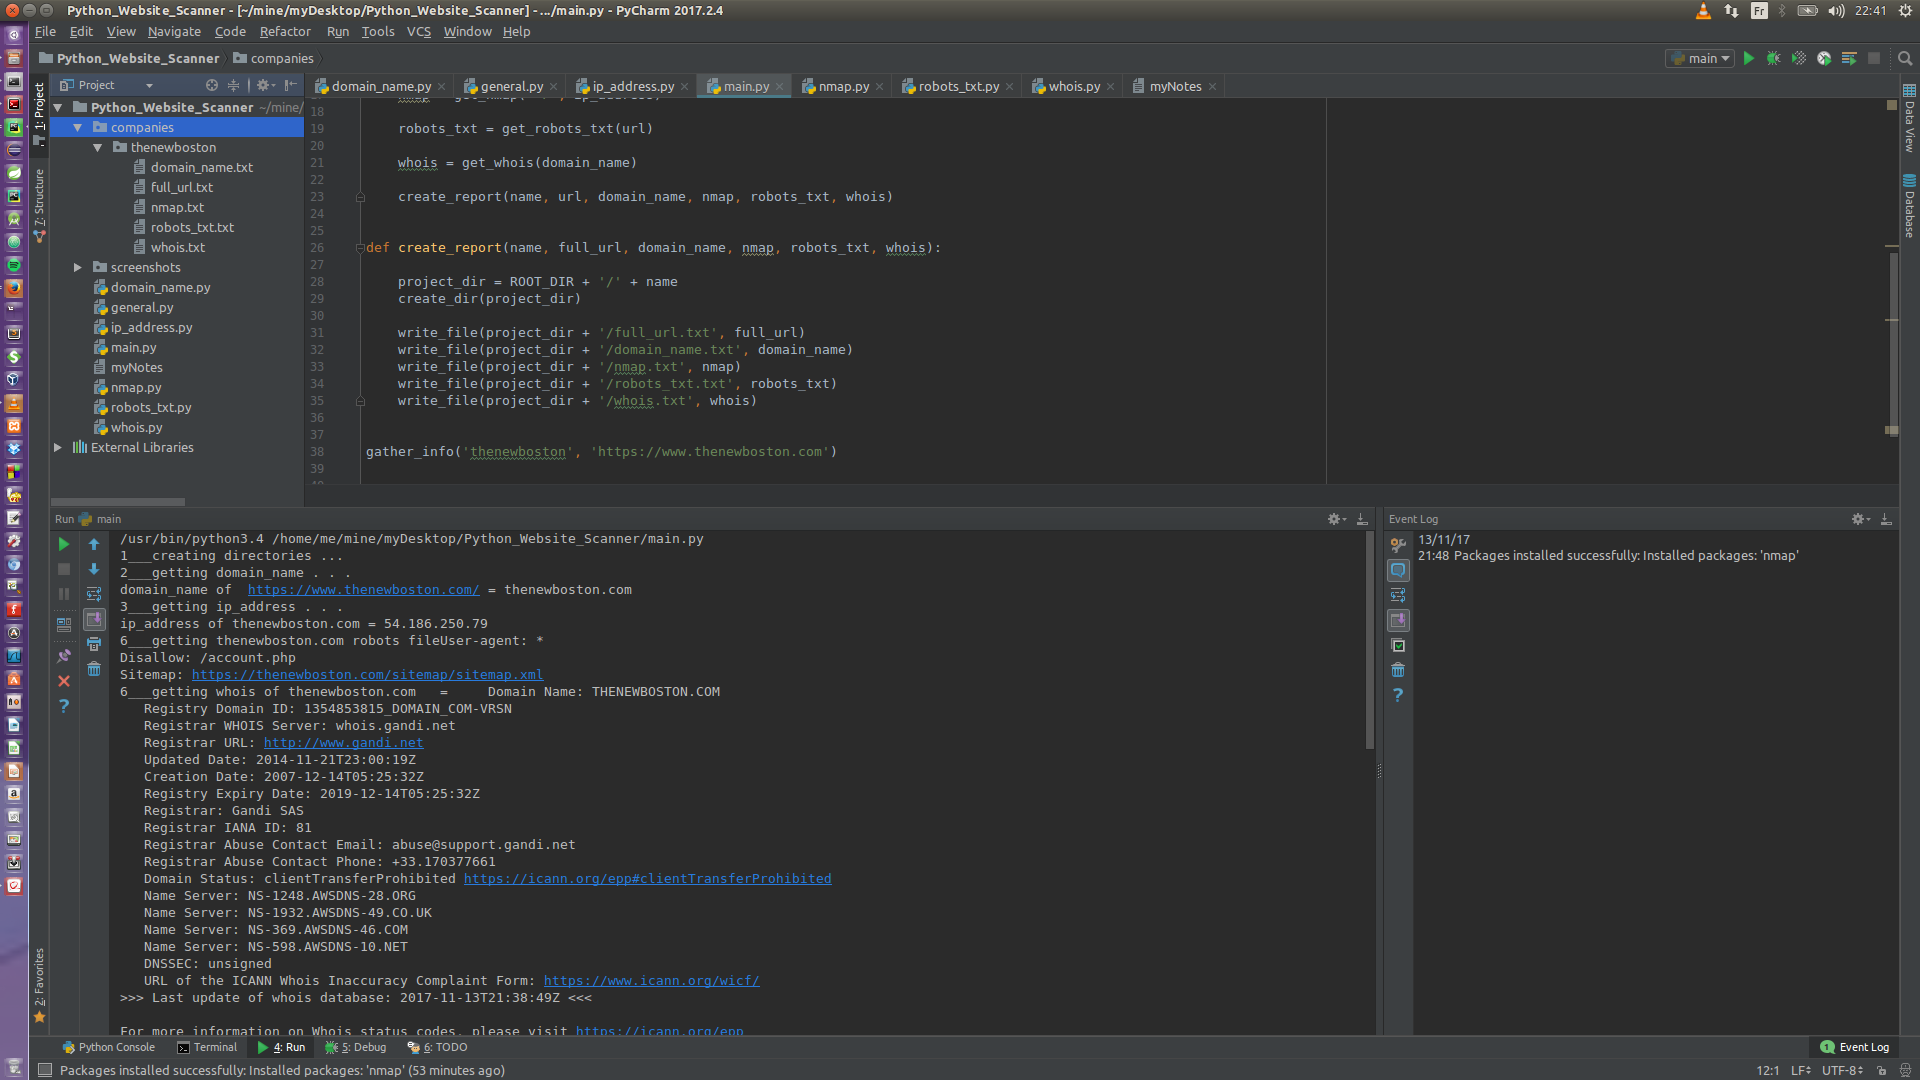 Python_Website_Scanner - [~/mine/myDesktop/Python_Website_Scanner] - .../main.py - PyCharm 2017.2.4
Fr
22:41
File Edit View Navigate Code Refactor Run Tools VCS Window Help
Python_Website_Scanner companies
main
Project
domain_name.py general.py ip_address.py main.py nmap.py robots_txt.py whois.py myNotes
1: Project
7: Structure
2: Favorites
Python_Website_Scanner ~/mine/
companies
thenewboston
domain_name.txt
full_url.txt
nmap.txt
robots_txt.txt
whois.txt
screenshots
domain_name.py
general.py
ip_address.py
main.py
myNotes
nmap.py
robots_txt.py
whois.py
External Libraries
18
19 robots_txt = get_robots_txt(url)
20
21 whois = get_whois(domain_name)
22
23 create_report(name, url, domain_name, nmap, robots_txt, whois)
24
25
26 def create_report(name, full_url, domain_name, nmap, robots_txt, whois):
27
28 project_dir = ROOT_DIR + '/' + name
29 create_dir(project_dir)
30
31 write_file(project_dir + '/full_url.txt', full_url)
32 write_file(project_dir + '/domain_name.txt', domain_name)
33 write_file(project_dir + '/nmap.txt', nmap)
34 write_file(project_dir + '/robots_txt.txt', robots_txt)
35 write_file(project_dir + '/whois.txt', whois)
36
37
38 gather_info('thenewboston', 'https://www.thenewboston.com')
39
Data View
Database
Run main
/usr/bin/python3.4 /home/me/mine/myDesktop/Python_Website_Scanner/main.py
1___creating directories ...
2___getting domain_name . . .
domain_name of  https://www.thenewboston.com/ = thenewboston.com
3___getting ip_address . . .
ip_address of thenewboston.com = 54.186.250.79
6___getting thenewboston.com robots fileUser-agent: *
Disallow: /account.php
Sitemap: https://thenewboston.com/sitemap/sitemap.xml
6___getting whois of thenewboston.com   =     Domain Name: THENEWBOSTON.COM
Registry Domain ID: 1354853815_DOMAIN_COM-VRSN
Registrar WHOIS Server: whois.gandi.net
Registrar URL: http://www.gandi.net
Updated Date: 2014-11-21T23:00:19Z
Creation Date: 2007-12-14T05:25:32Z
Registry Expiry Date: 2019-12-14T05:25:32Z
Registrar: Gandi SAS
Registrar IANA ID: 81
Registrar Abuse Contact Email: abuse@support.gandi.net
Registrar Abuse Contact Phone: +33.170377661
Domain Status: clientTransferProhibited https://icann.org/epp#clientTransferProhibited
Name Server: NS-1248.AWSDNS-28.ORG
Name Server: NS-1932.AWSDNS-49.CO.UK
Name Server: NS-369.AWSDNS-46.COM
Name Server: NS-598.AWSDNS-10.NET
DNSSEC: unsigned
URL of the ICANN Whois Inaccuracy Complaint Form: https://www.icann.org/wicf/
>>> Last update of whois database: 2017-11-13T21:38:49Z <<<
For more information on Whois status codes, please visit https://icann.org/epp
Event Log
13/11/17
21:48 Packages installed successfully: Installed packages: 'nmap'
Python Console Terminal 4: Run 5: Debug 6: TODO
1 Event Log
Packages installed successfully: Installed packages: 'nmap' (53 minutes ago)
12:1 LF UTF-8